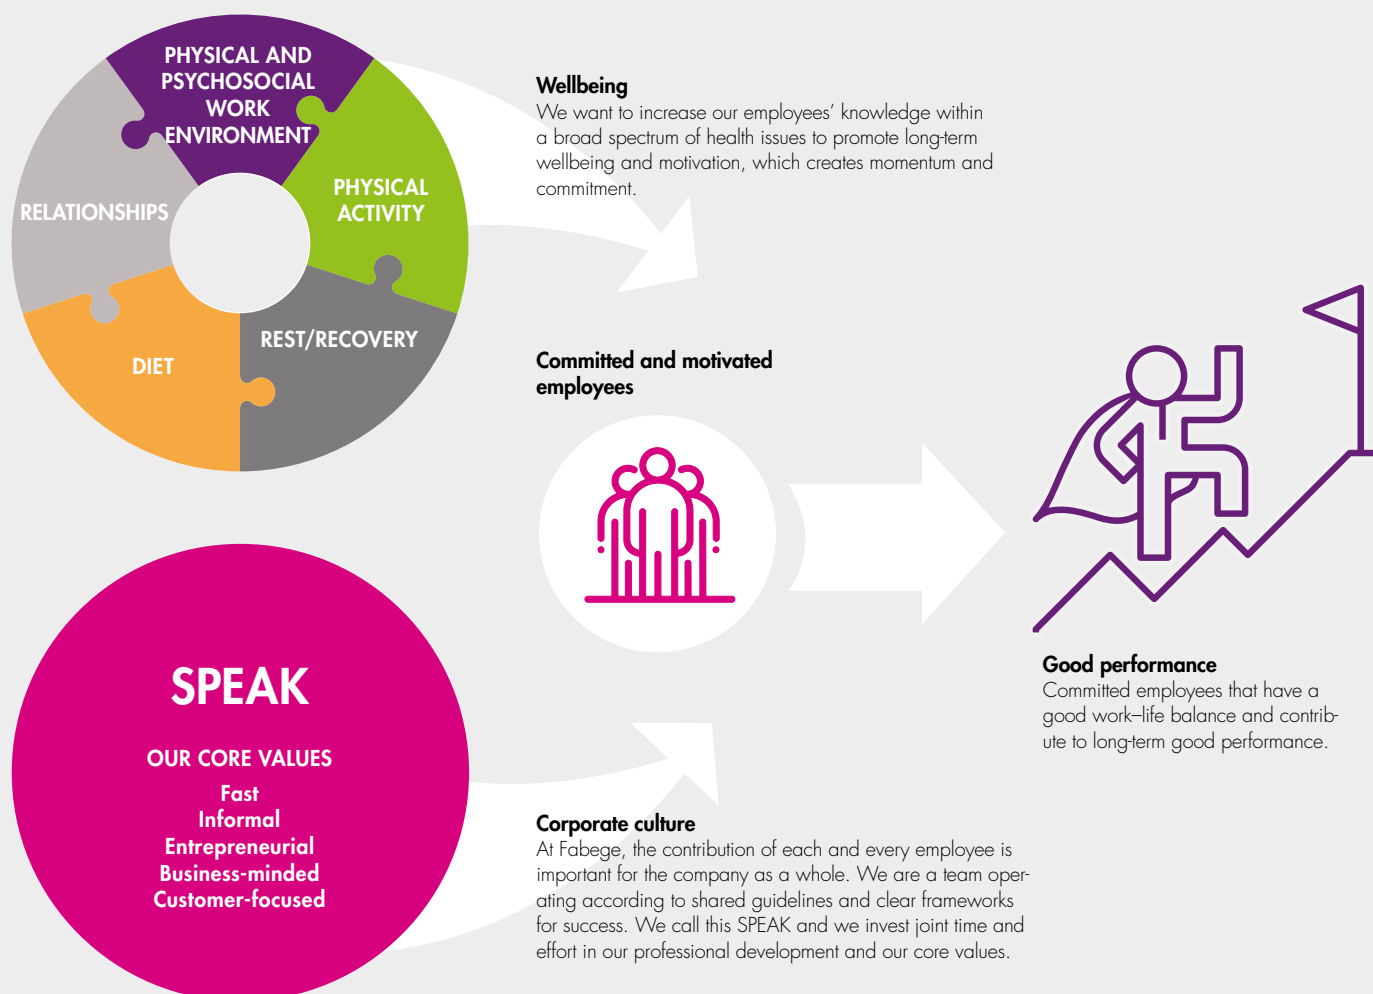 PHYSICAL AND
PSYCHOSOCIAL
WORK
ENVIRONMENT
PHYSICAL
ACTIVITY
RELATIONSHIPS
REST/RECOVERY
DIET
Wellbeing
We want to increase our employees’ knowledge within
a broad spectrum of health issues to promote long-term
wellbeing and motivation, which creates momentum and
commitment.
Committed and motivated
employees
Good performance
Committed employees that have a
good work–life balance and contrib-
ute to long-term good performance.
SPEAK
OUR CORE VALUES
Fast
Informal
Entrepreneurial
Business-minded
Customer-focused
Corporate culture
At Fabege, the contribution of each and every employee is
important for the company as a whole. We are a team oper-
ating according to shared guidelines and clear frameworks
for success. We call this SPEAK and we invest joint time and
effort in our professional development and our core values.